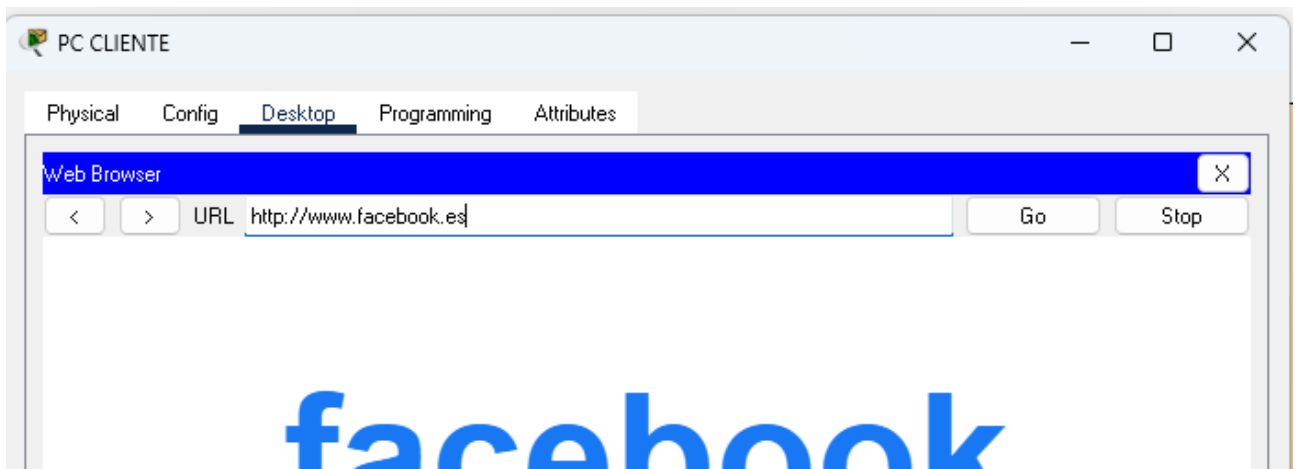 PC CLIENTE
Physical Config Desktop Programming Attributes
Web Browser X
< > URL http://www.facebook.es Go Stop
facebook